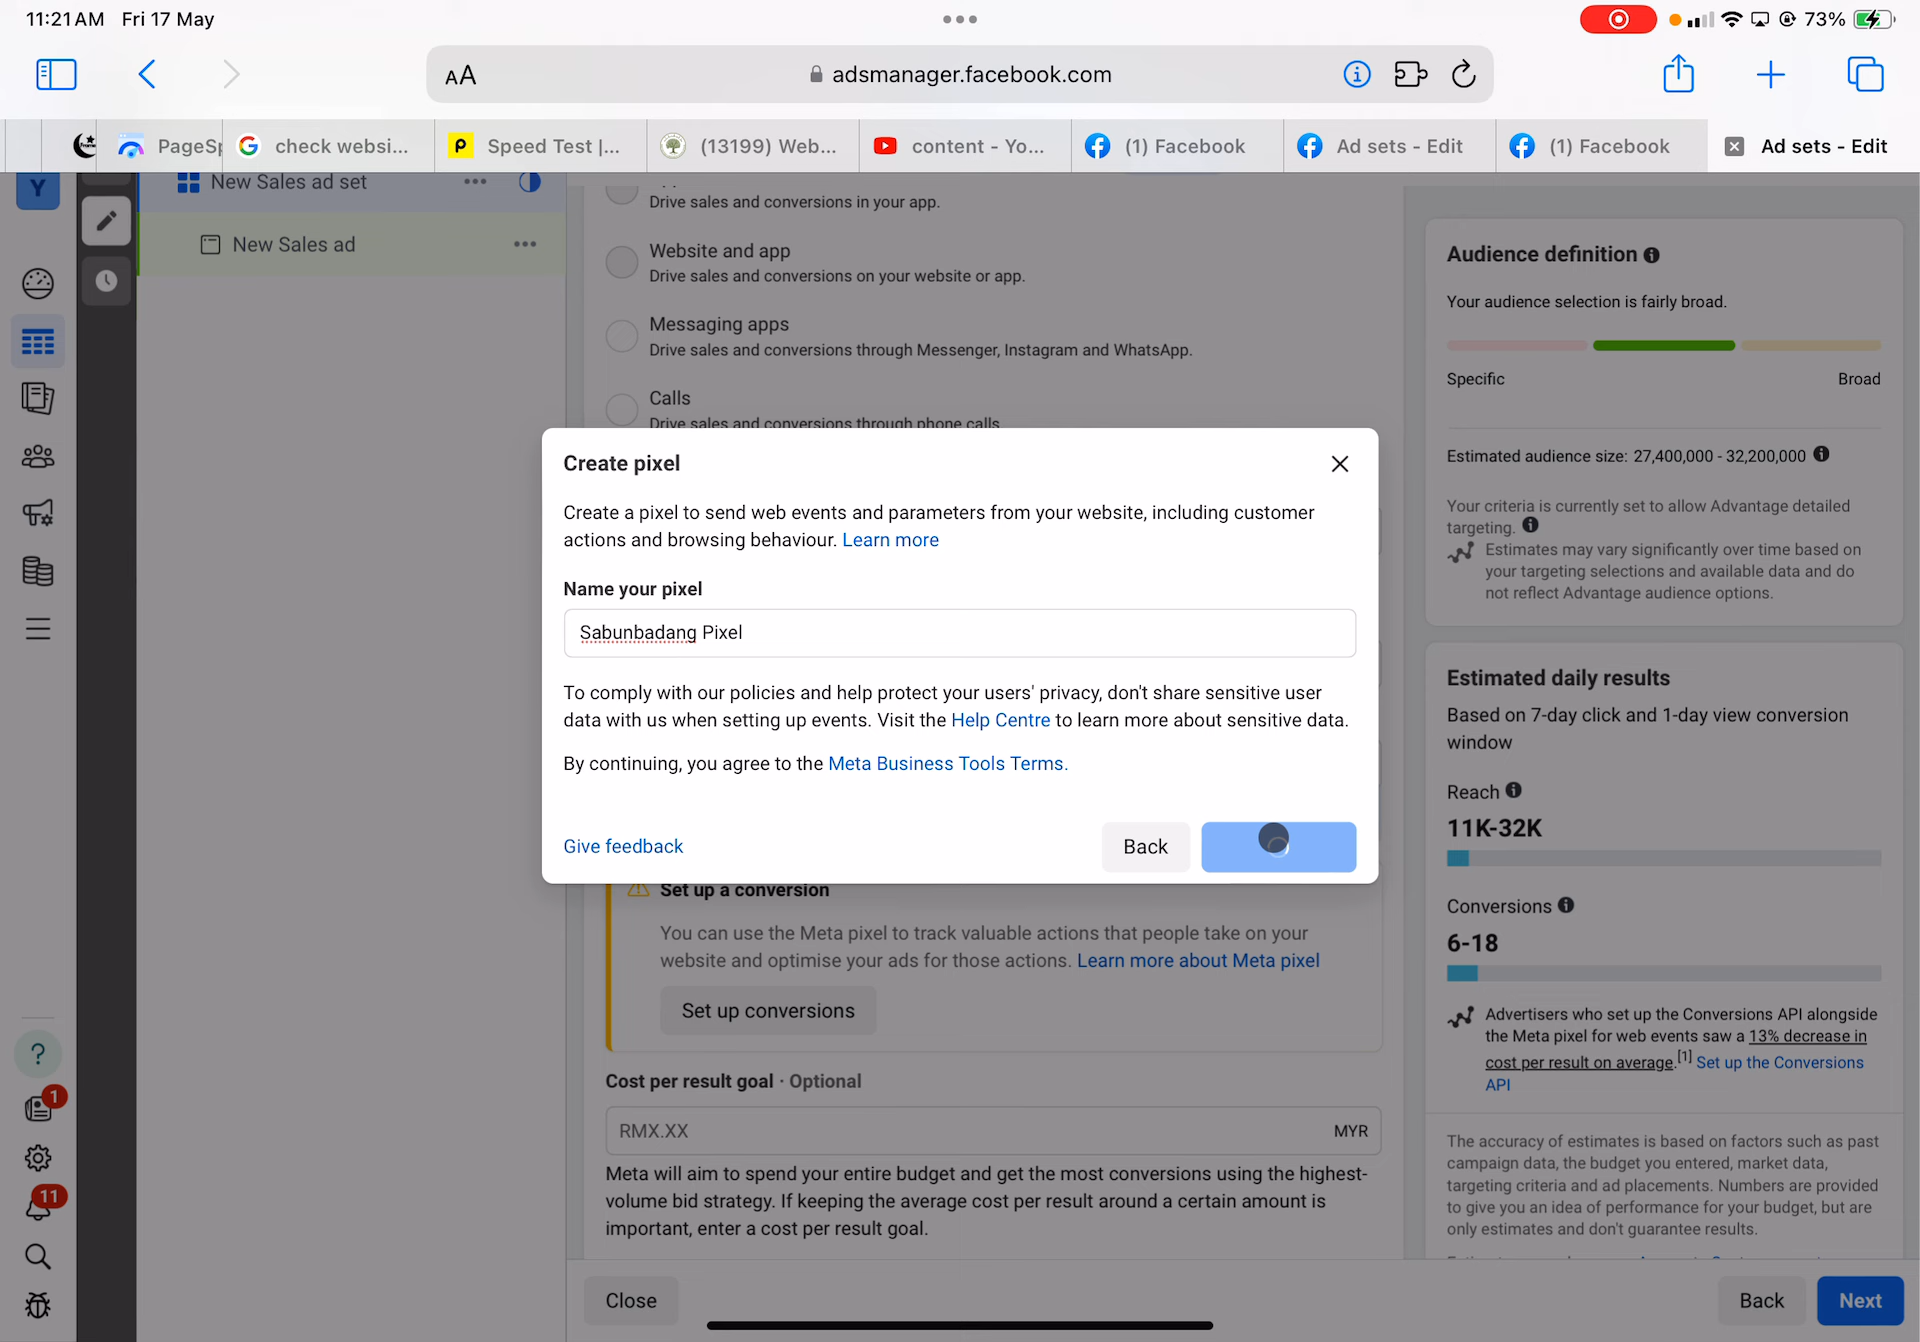 11:21 AM Fri 17 May
73%
AA
adsmanager.facebook.com
PageSp
check websi...
Speed Test |...
(13199) Web...
content - Yo...
(1) Facebook
Ad sets - Edit
(1) Facebook
Ad sets - Edit
Y
New Sales ad set
New Sales ad
Drive sales and conversions in your app.
Website and app
Drive sales and conversions on your website or app.
Messaging apps
Drive sales and conversions through Messenger, Instagram and WhatsApp.
Calls
Drive sales and conversions through phone calls
Create pixel
Create a pixel to send web events and parameters from your website, including customer
actions and browsing behaviour. Learn more
Name your pixel
Sabunbadang Pixel
To comply with our policies and help protect your users' privacy, don't share sensitive user
data with us when setting up events. Visit the Help Centre to learn more about sensitive data.
By continuing, you agree to the Meta Business Tools Terms.
Give feedback
Back
Set up a conversion
You can use the Meta pixel to track valuable actions that people take on your
website and optimise your ads for those actions. Learn more about Meta pixel
Set up conversions
Cost per result goal · Optional
RMX.XX
MYR
Meta will aim to spend your entire budget and get the most conversions using the highest-
volume bid strategy. If keeping the average cost per result around a certain amount is
important, enter a cost per result goal.
Close
Back
Next
Audience definition
Your audience selection is fairly broad.
Specific
Broad
Estimated audience size: 27,400,000 - 32,200,000
Your criteria is currently set to allow Advantage detailed
targeting.
Estimates may vary significantly over time based on
your targeting selections and available data and do
not reflect Advantage audience options.
Estimated daily results
Based on 7-day click and 1-day view conversion
window
Reach
11K-32K
Conversions
6-18
Advertisers who set up the Conversions API alongside
the Meta pixel for web events saw a 13% decrease in
cost per result on average.[1] Set up the Conversions
API
The accuracy of estimates is based on factors such as past
campaign data, the budget you entered, market data,
targeting criteria and ad placements. Numbers are provided
to give you an idea of performance for your budget, but are
only estimates and don't guarantee results.
?
1
11